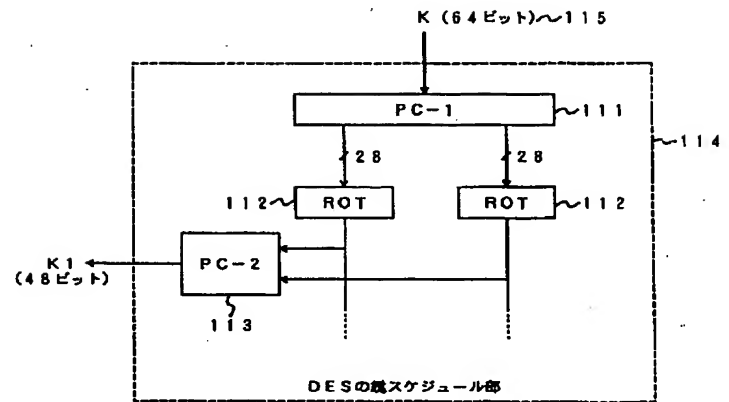 K (64ビット)~115
PC-1
111
114
28
28
112
ROT
ROT
112
K1
(48ビット)
PC-2
113
DESの鍵スケジュール部